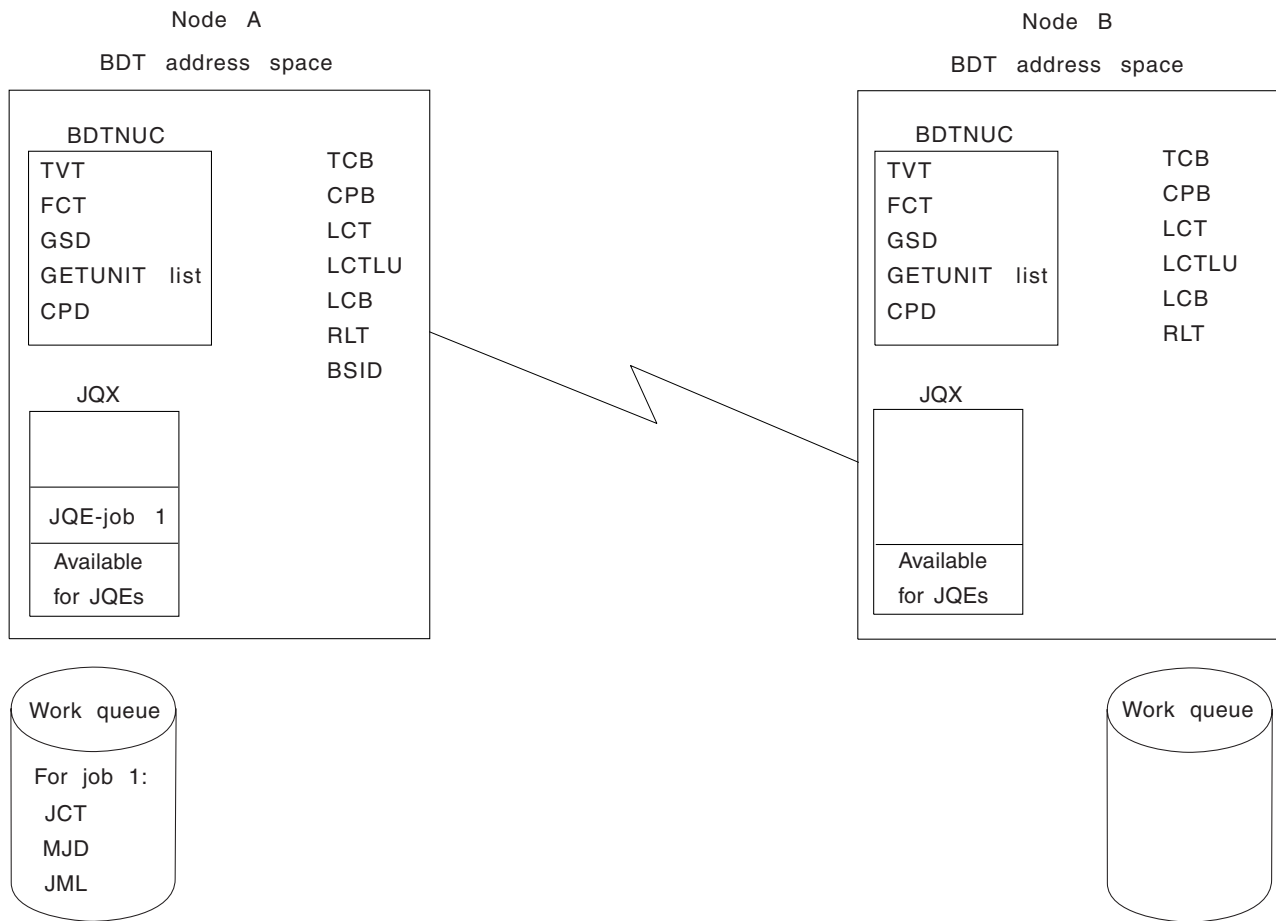 Node A
BDT address space
BDTNUC
TVT
FCT
GSD
GETUNIT list
CPD
TCB
CPB
LCT
LCTLU
LCB
RLT
BSID
JQX
JQE-job 1
Available
for JQEs
Work queue
For job 1:
JCT
MJD
JML
Node B
BDT address space
BDTNUC
TVT
FCT
GSD
GETUNIT list
CPD
TCB
CPB
LCT
LCTLU
LCB
RLT
JQX
Available
for JQEs
Work queue